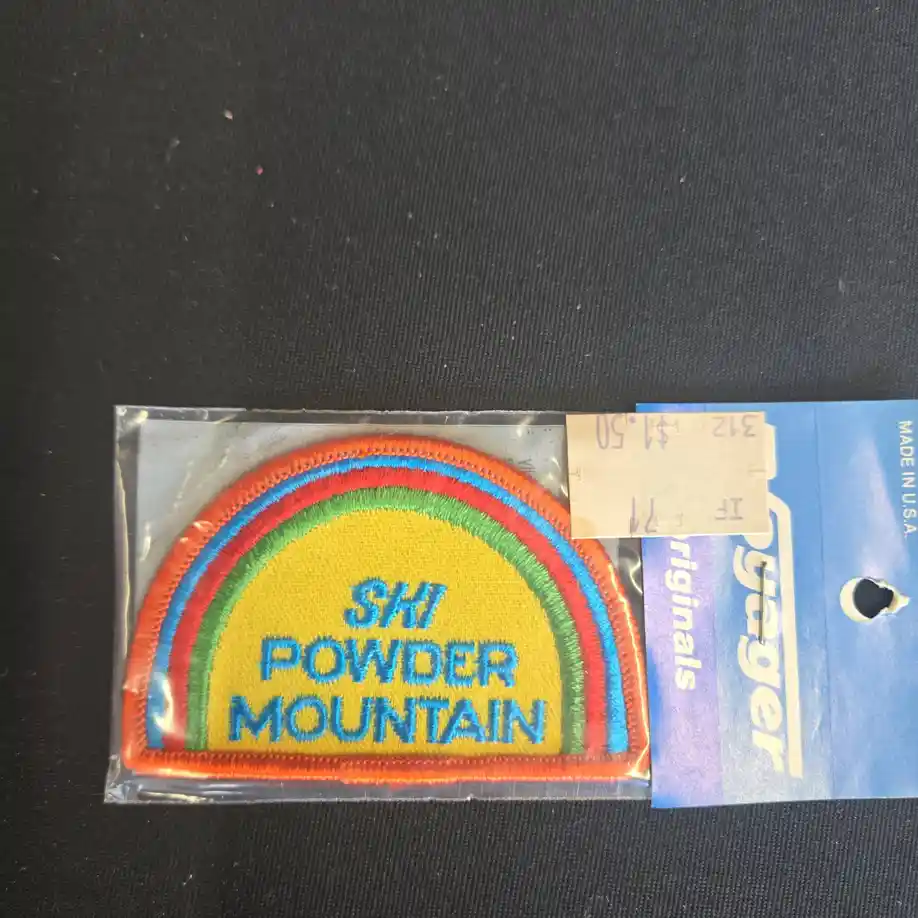 SKI
POWDER
MOUNTAIN
312 $1.50
IF 71
MADE IN U.S.A.
Voyager
Originals